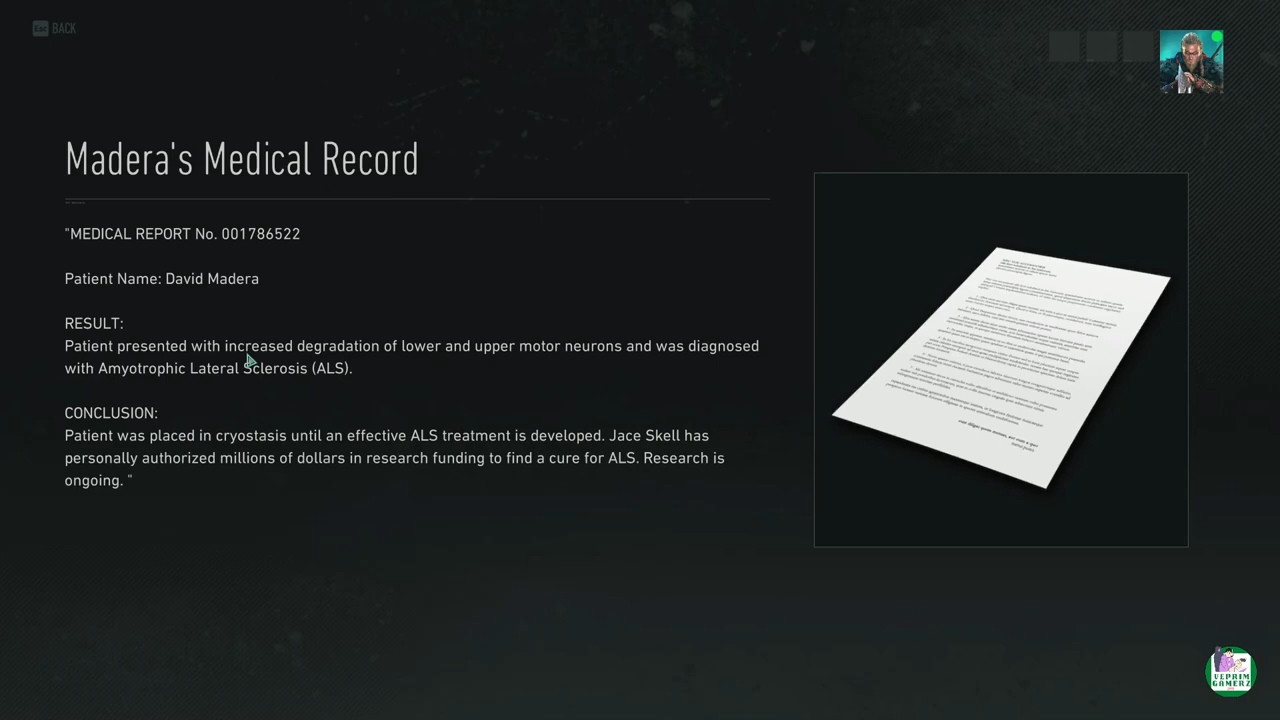 Esc BACK
Madera's Medical Record
"MEDICAL REPORT No. 001786522
Patient Name: David Madera
RESULT:
Patient presented with increased degradation of lower and upper motor neurons and was diagnosed
with Amyotrophic Lateral Sclerosis (ALS).
CONCLUSION:
Patient was placed in cryostasis until an effective ALS treatment is developed. Jace Skell has
personally authorized millions of dollars in research funding to find a cure for ALS. Research is
ongoing. "
VEPRIM
GAMERZ